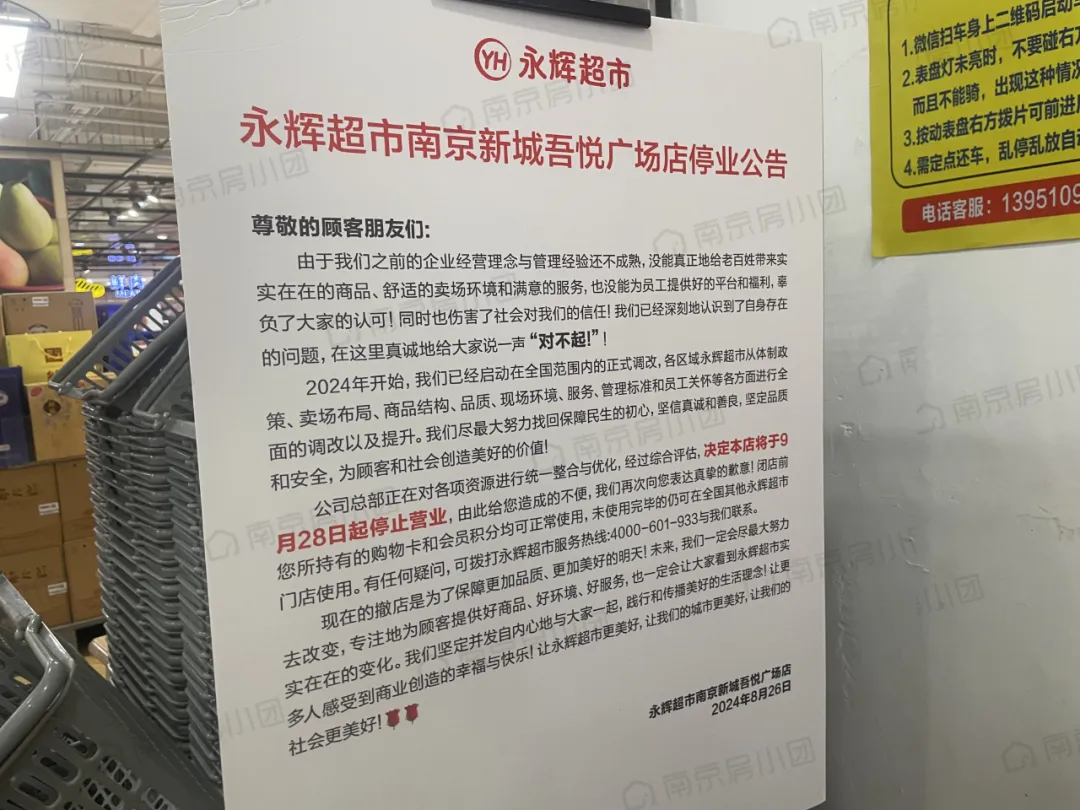 YH 永辉超市
永辉超市南京新城吾悦广场店停业公告
尊敬的顾客朋友们:
由于我们之前的企业经营理念与管理经验还不成熟,没能真正地给老百姓带来实
实在在的商品、舒适的卖场环境和满意的服务,也没能为员工提供好的平台和福利,辜
负了大家的认可!同时也伤害了社会对我们的信任!我们已经深刻地认识到了自身存在
的问题,在这里真诚地给大家说一声“对不起!”!
2024年开始,我们已经启动在全国范围内的正式调改,各区域永辉超市从体制政
策、卖场布局、商品结构、品质、现场环境、服务、管理标准和员工关怀等各方面进行全
面的调改以及提升。我们尽最大努力找回保障民生的初心,坚信真诚和善良,坚定品质
和安全,为顾客和社会创造美好的价值!
公司总部正在对各项资源进行统一整合与优化,经过综合评估,决定本店将于9
月28日起停止营业,由此给您造成的不便,我们再次向您表达真挚的歉意!闭店前
您所持有的购物卡和会员积分均可正常使用,未使用完毕的仍可在全国其他永辉超市
门店使用。有任何疑问,可拨打永辉超市服务热线:4000-601-933与我们联系。
现在的撤店是为了保障更加品质、更加美好的明天!未来,我们一定会尽最大努力
去改变,专注地为顾客提供好商品、好环境、好服务,也一定会让大家看到永辉超市实
实在在的变化。我们坚定并发自内心地与大家一起,践行和传播美好的生活理念!让更
多人感受到商业创造的幸福与快乐!让永辉超市更美好,让我们的城市更美好,让我们的
社会更美好!
永辉超市南京新城吾悦广场店
2024年8月26日
1.微信扫车身上二维码启动
2.表盘灯未亮时,不要碰右
而且不能骑,出现这种情
3.按动表盘右方拨片可前进
4.需定点还车,乱停乱放自
电话客服:1395109
南京房小团